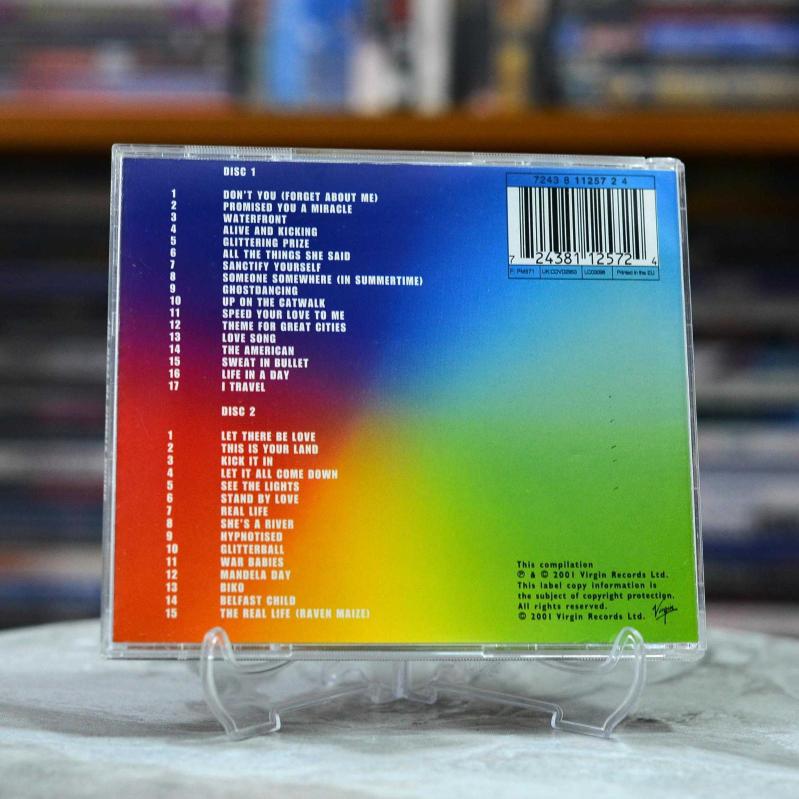 DISC 1
1 DON'T YOU (FORGET ABOUT ME)
2 PROMISED YOU A MIRACLE
3 WATERFRONT
4 ALIVE AND KICKING
5 GLITTERING PRIZE
6 ALL THE THINGS SHE SAID
7 SANCTIFY YOURSELF
8 SOMEONE SOMEWHERE (IN SUMMERTIME)
9 GHOSTDANCING
10 UP ON THE CATWALK
11 SPEED YOUR LOVE TO ME
12 THEME FOR GREAT CITIES
13 LOVE SONG
14 THE AMERICAN
15 SWEAT IN BULLET
16 LIFE IN A DAY
17 I TRAVEL
DISC 2
1 LET THERE BE LOVE
2 THIS IS YOUR LAND
3 KICK IT IN
4 LET IT ALL COME DOWN
5 SEE THE LIGHTS
6 STAND BY LOVE
7 REAL LIFE
8 SHE'S A RIVER
9 HYPNOTISED
10 GLITTERBALL
11 WAR BABIES
12 MANDELA DAY
13 BIKO
14 BELFAST CHILD
15 THE REAL LIFE (RAVEN MAIZE)
7243 8 11257 2 4
7 24381 12572 4
Printed in the EU
This compilation
℗ & © 2001 Virgin Records Ltd.
This label copy information is
the subject of copyright protection.
All rights reserved.
© 2001 Virgin Records Ltd.
Virgin